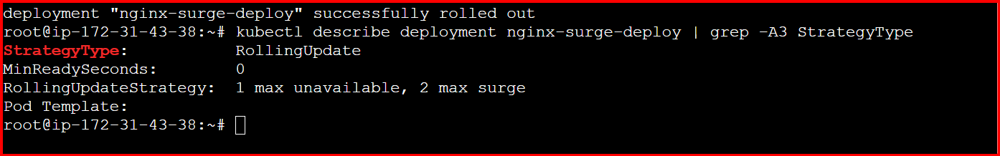 deployment "nginx-surge-deploy" successfully rolled out
root@ip-172-31-43-38:~# kubectl describe deployment nginx-surge-deploy | grep -A3 StrategyType
StrategyType:           RollingUpdate
MinReadySeconds:        0
RollingUpdateStrategy:  1 max unavailable, 2 max surge
Pod Template:
root@ip-172-31-43-38:~#